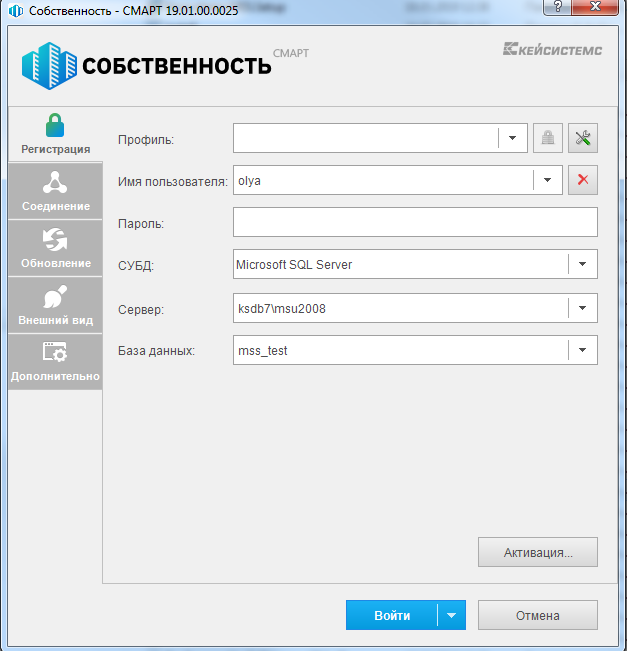 Собственность - СМАРТ 19.01.00.0025
?
СОБСТВЕННОСТЬ
СМАРТ
КЕЙСИСТЕМС
Регистрация
Соединение
Обновление
Внешний вид
Дополнительно
Профиль:
Имя пользователя: olya
Пароль:
СУБД: Microsoft SQL Server
Сервер: ksdb7\msu2008
База данных: mss_test
Активация...
Войти
Отмена